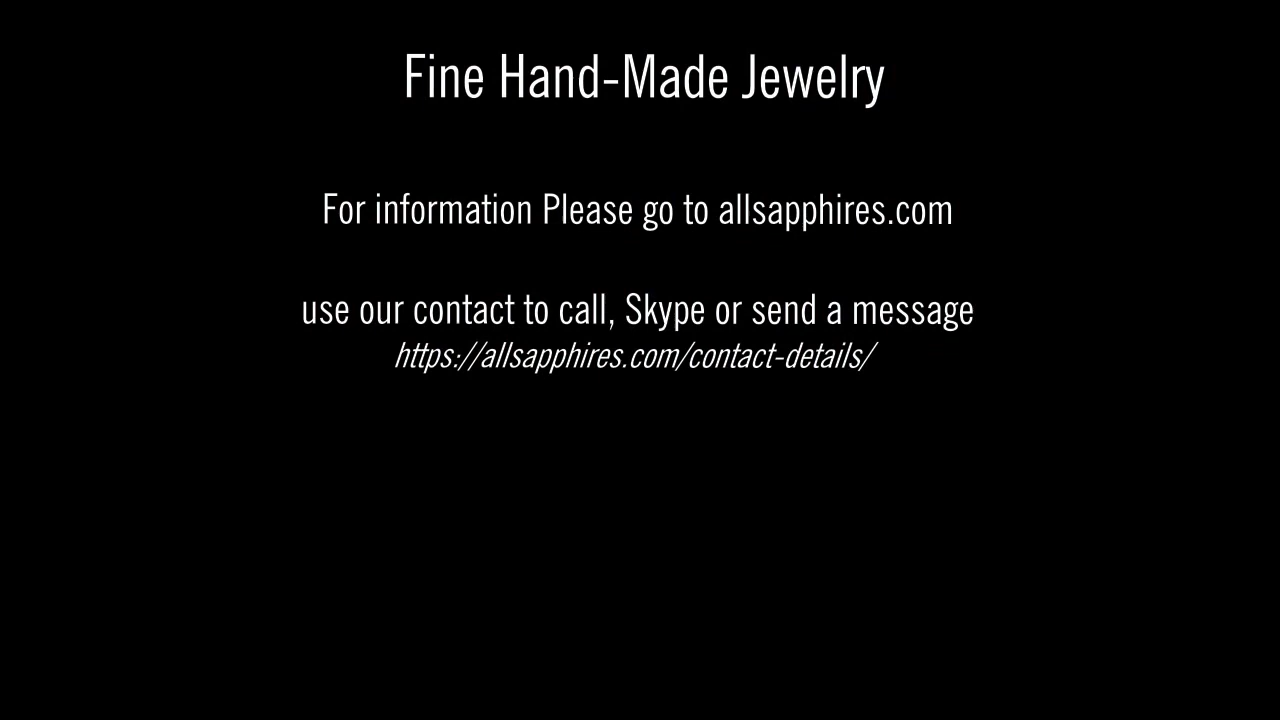 Fine Hand-Made Jewelry
For information Please go to allsapphires.com
use our contact to call, Skype or send a message
https://allsapphires.com/contact-details/